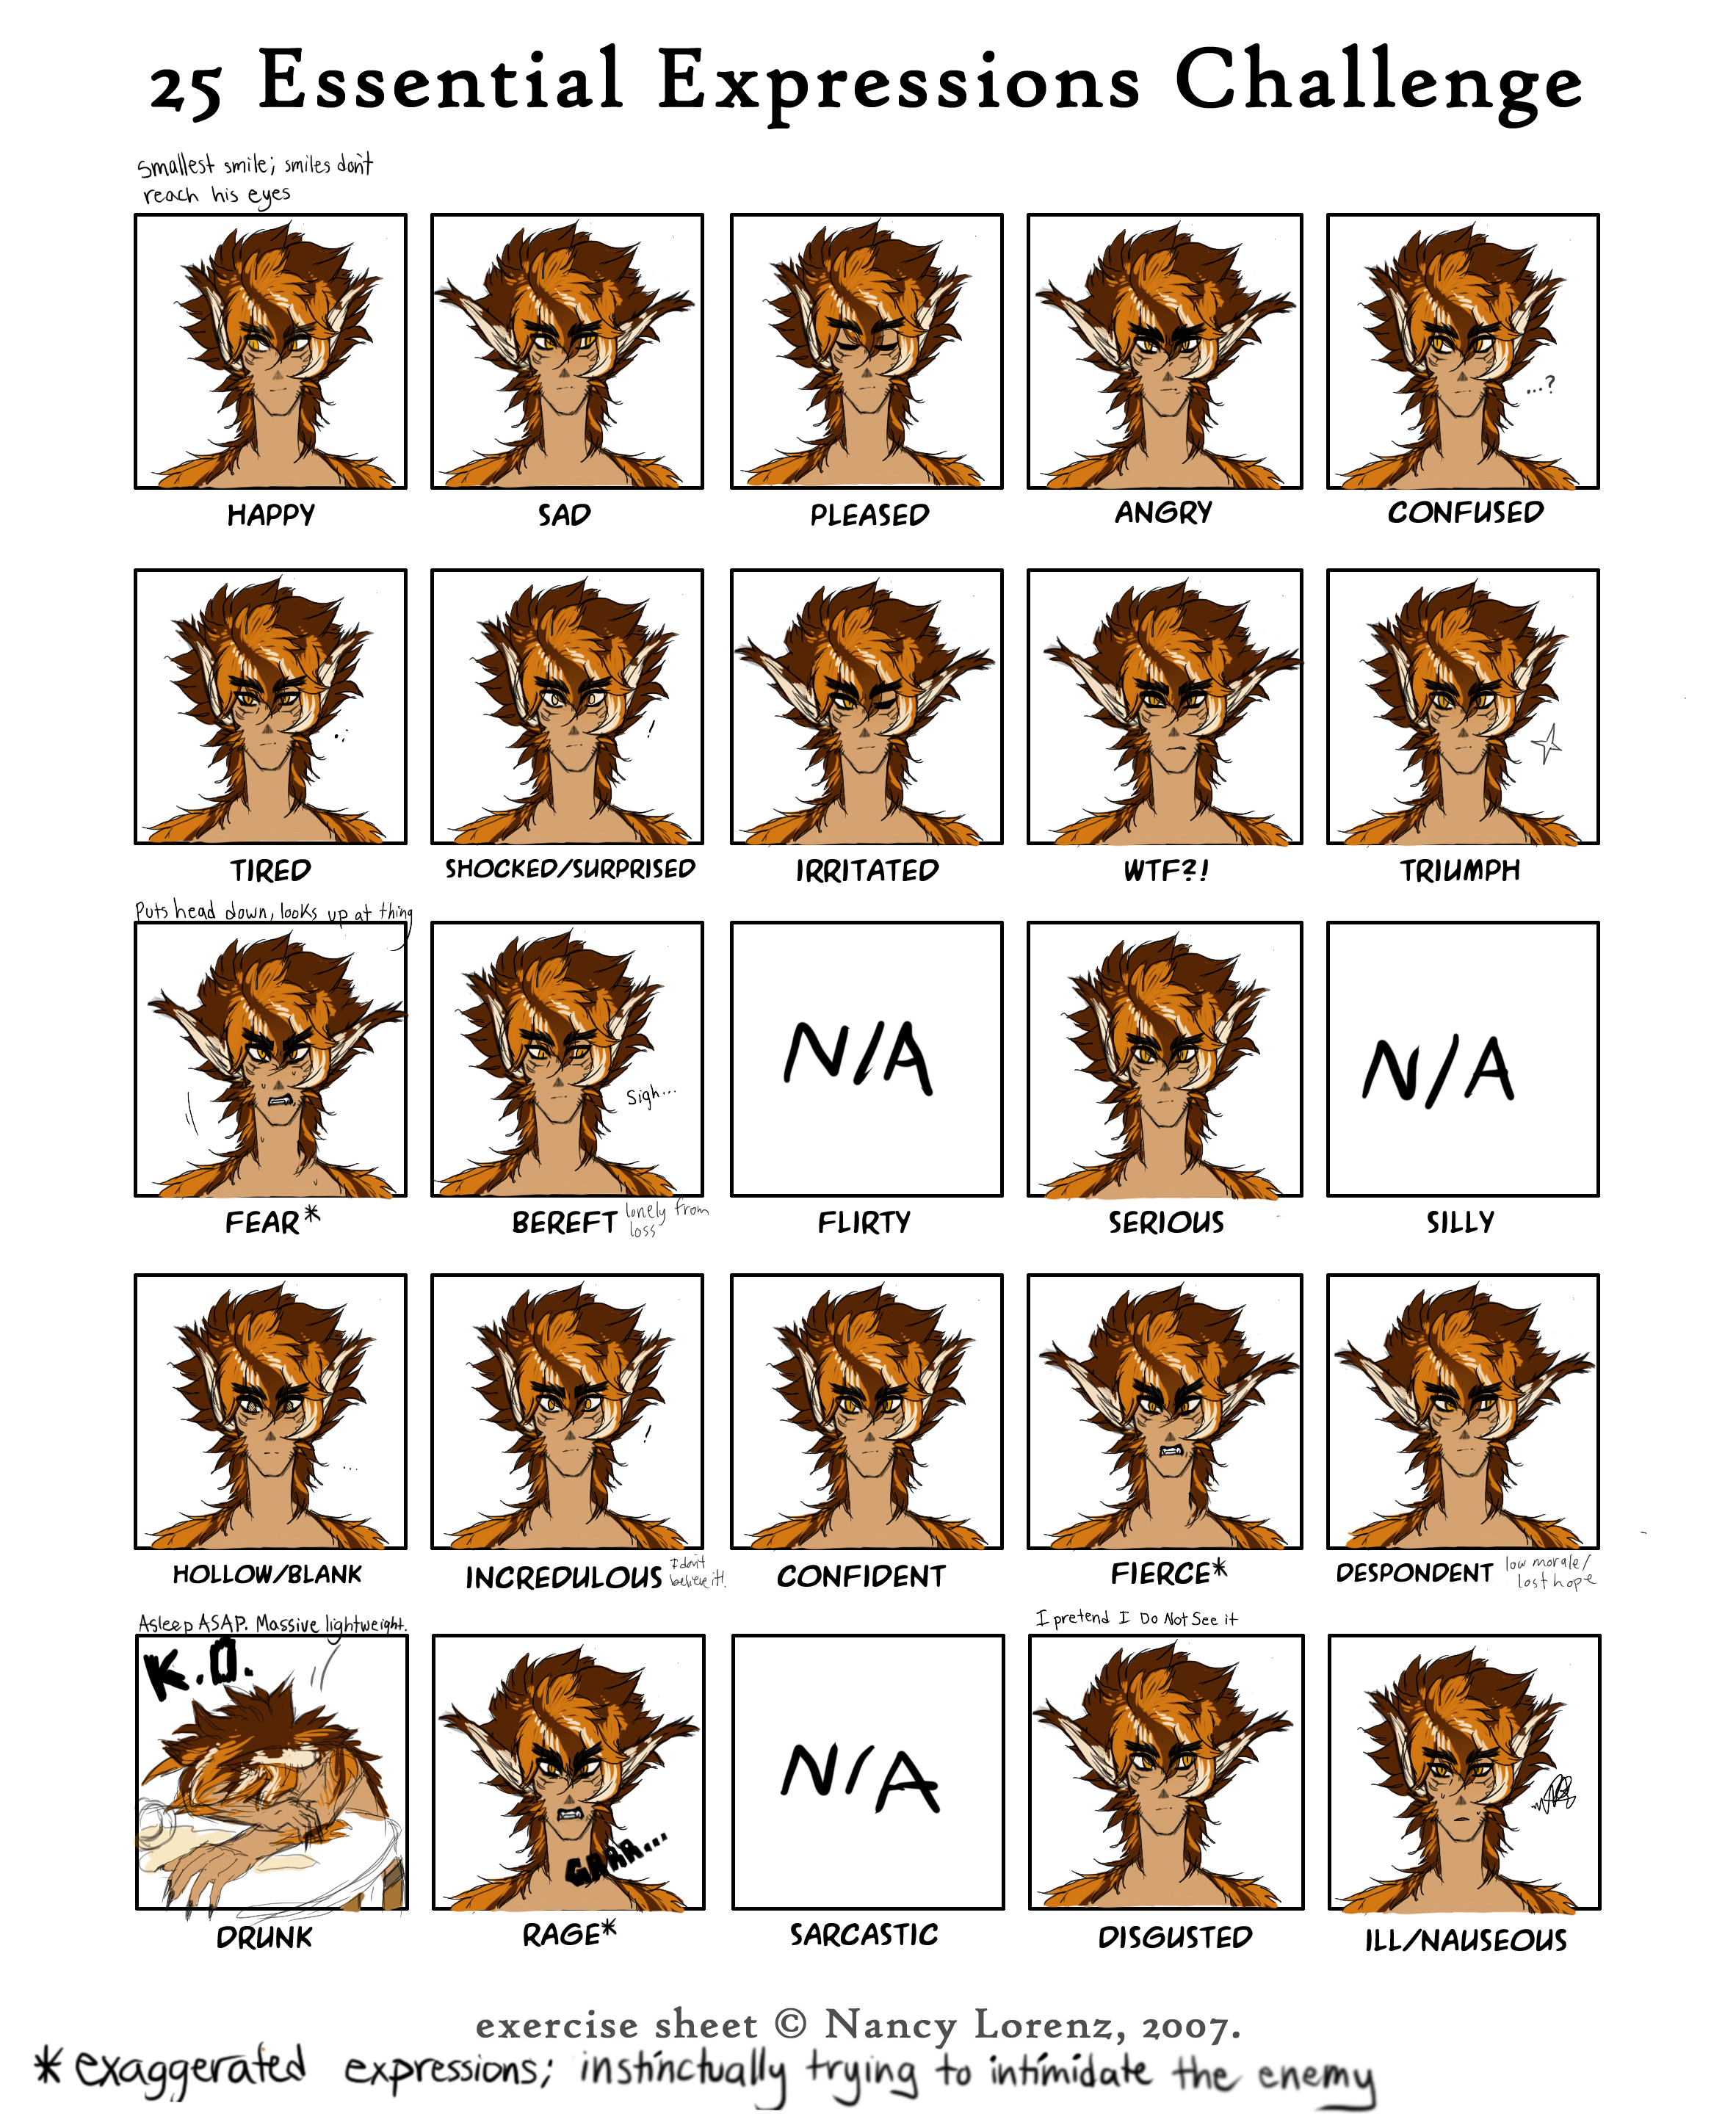 25 Essential Expressions Challenge
Smallest smile; smiles don't
reach his eyes
HAPPY
SAD
PLEASED
ANGRY
...?
CONFUSED
TIRED
!
SHOCKED/SURPRISED
IRRITATED
WTF?!
TRIUMPH
Puts head down, looks up at thing
FEAR*
Sigh...
BEREFT
lonely from
loss
N/A
FLIRTY
SERIOUS
N/A
SILLY
...
HOLLOW/BLANK
!
INCREDULOUS
I don't
believe it!
CONFIDENT
FIERCE*
DESPONDENT
low morale/
lost hope
Asleep ASAP. Massive lightweight.
K.O.
DRUNK
GRRR...
RAGE*
N/A
SARCASTIC
I pretend I Do Not See it
DISGUSTED
ILL/NAUSEOUS
exercise sheet © Nancy Lorenz, 2007.
*exaggerated expressions; instinctually trying to intimidate the enemy